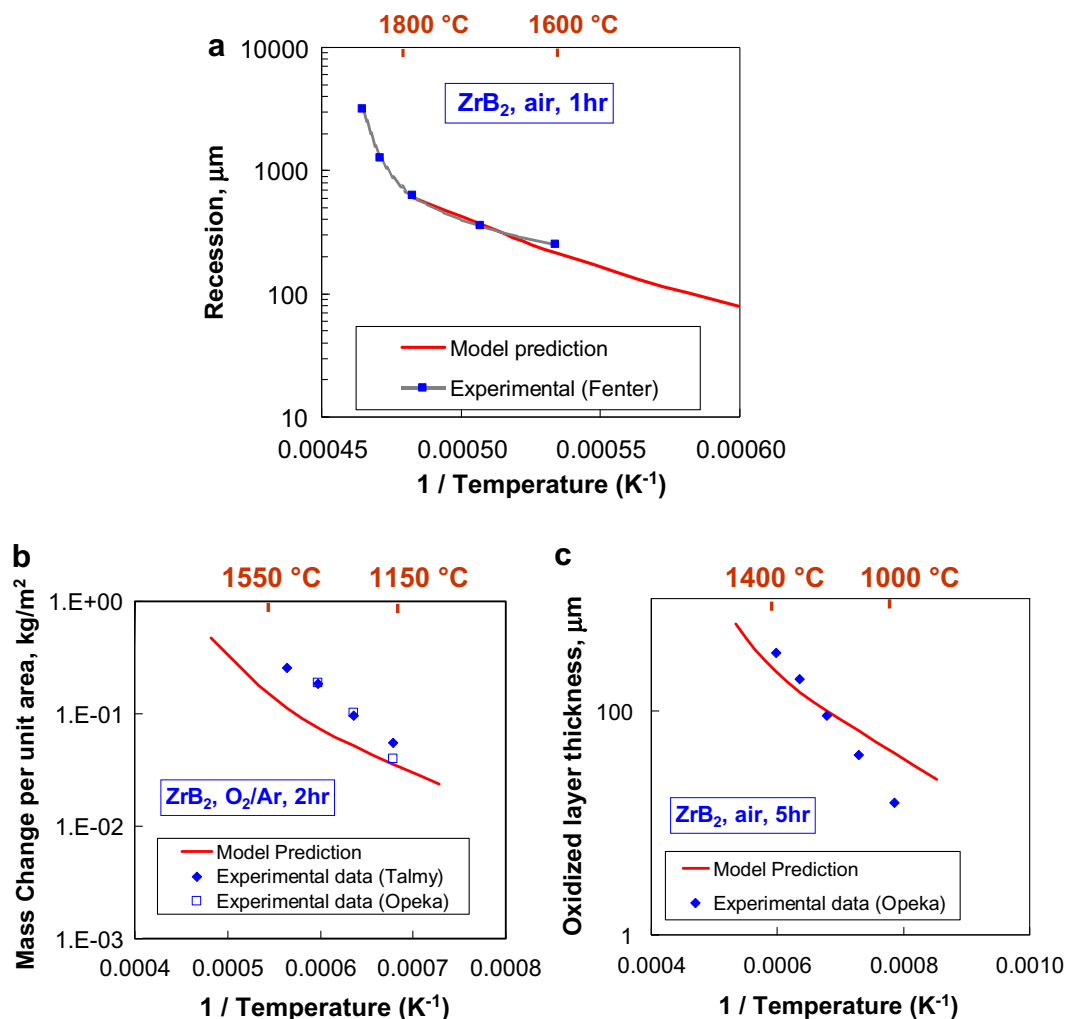 1800 °C 1600 °C
a
10000
1000
100
10
Recession, μm
ZrB₂, air, 1hr
Model prediction
Experimental (Fenter)
0.00045 0.00050 0.00055 0.00060
1 / Temperature (K⁻¹)
b
1550 °C 1150 °C
1.E+00
1.E-01
1.E-02
1.E-03
Mass Change per unit area, kg/m²
ZrB₂, O₂/Ar, 2hr
Model Prediction
Experimental data (Talmy)
Experimental data (Opeka)
0.0004 0.0005 0.0006 0.0007 0.0008
1 / Temperature (K⁻¹)
c
1400 °C 1000 °C
100
1
Oxidized layer thickness, μm
ZrB₂, air, 5hr
Model Prediction
Experimental data (Opeka)
0.0004 0.0006 0.0008 0.0010
1 / Temperature (K⁻¹)